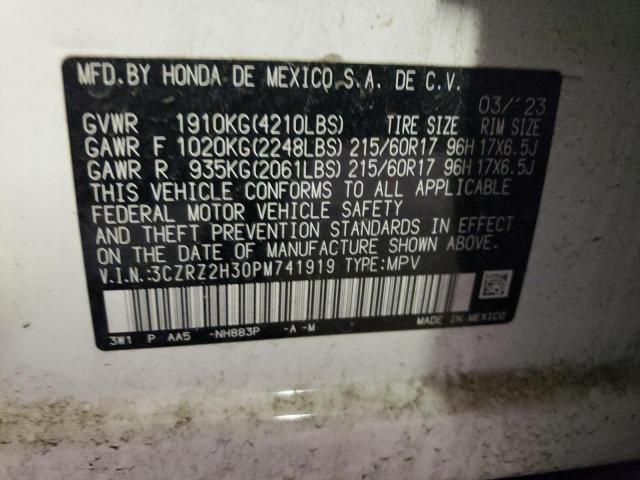 MFD. BY HONDA DE MEXICO S.A. DE C.V.
03/'23
GVWR 1910KG(4210LBS) TIRE SIZE RIM SIZE
GAWR F 1020KG(2248LBS) 215/60R17 96H 17X6.5J
GAWR R 935KG(2061LBS) 215/60R17 96H 17X6.5J
THIS VEHICLE CONFORMS TO ALL APPLICABLE
FEDERAL MOTOR VEHICLE SAFETY
AND THEFT PREVENTION STANDARDS IN EFFECT
ON THE DATE OF MANUFACTURE SHOWN ABOVE.
V.I.N.:3CZRZ2H30PM741919 TYPE:MPV
3W1 P AA5 -NH883P -A-M MADE IN MEXICO